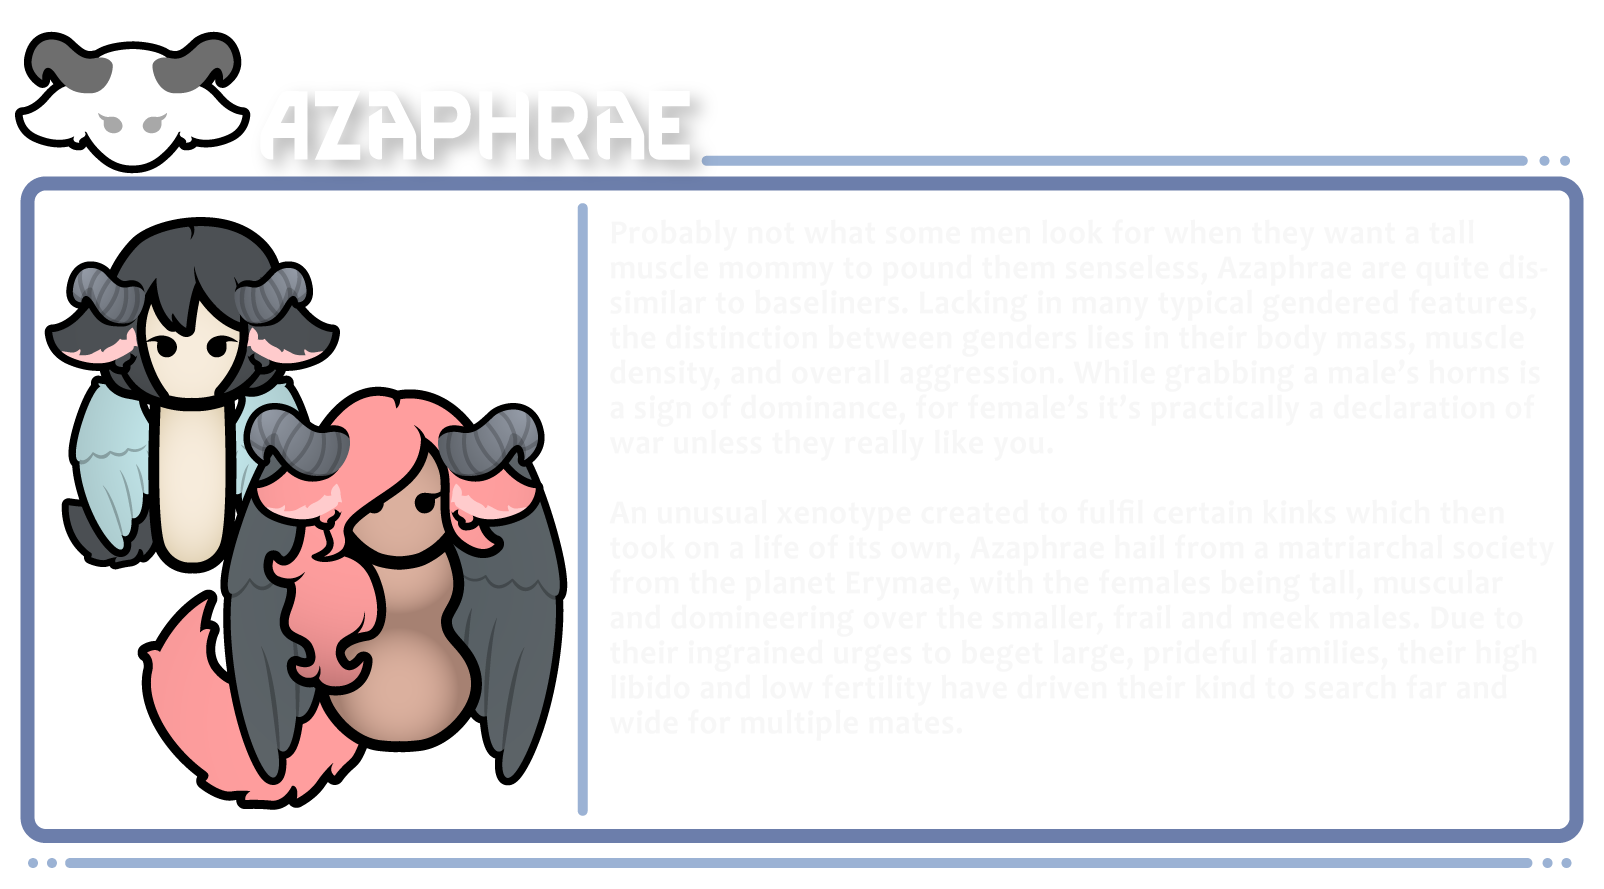 AZAPHRAE
Probably not what some men look for when they want a tall
muscle mommy to pound them senseless, Azaphrae are quite dis-
similar to baseliners. Lacking in many typical gendered features,
the distinction between genders lies in their body mass, muscle
density, and overall aggression. While grabbing a male's horns is
a sign of dominance, for female's it's practically a declaration of
war unless they really like you.
An unusual xenotype created to fulfil certain kinks which then
took on a life of its own, Azaphrae hail from a matriarchal society
from the planet Erymae, with the females being tall, muscular
and domineering over the smaller, frail and meek males. Due to
their ingrained urges to beget large, prideful families, their high
libido and low fertility have driven their kind to search far and
wide for multiple mates.